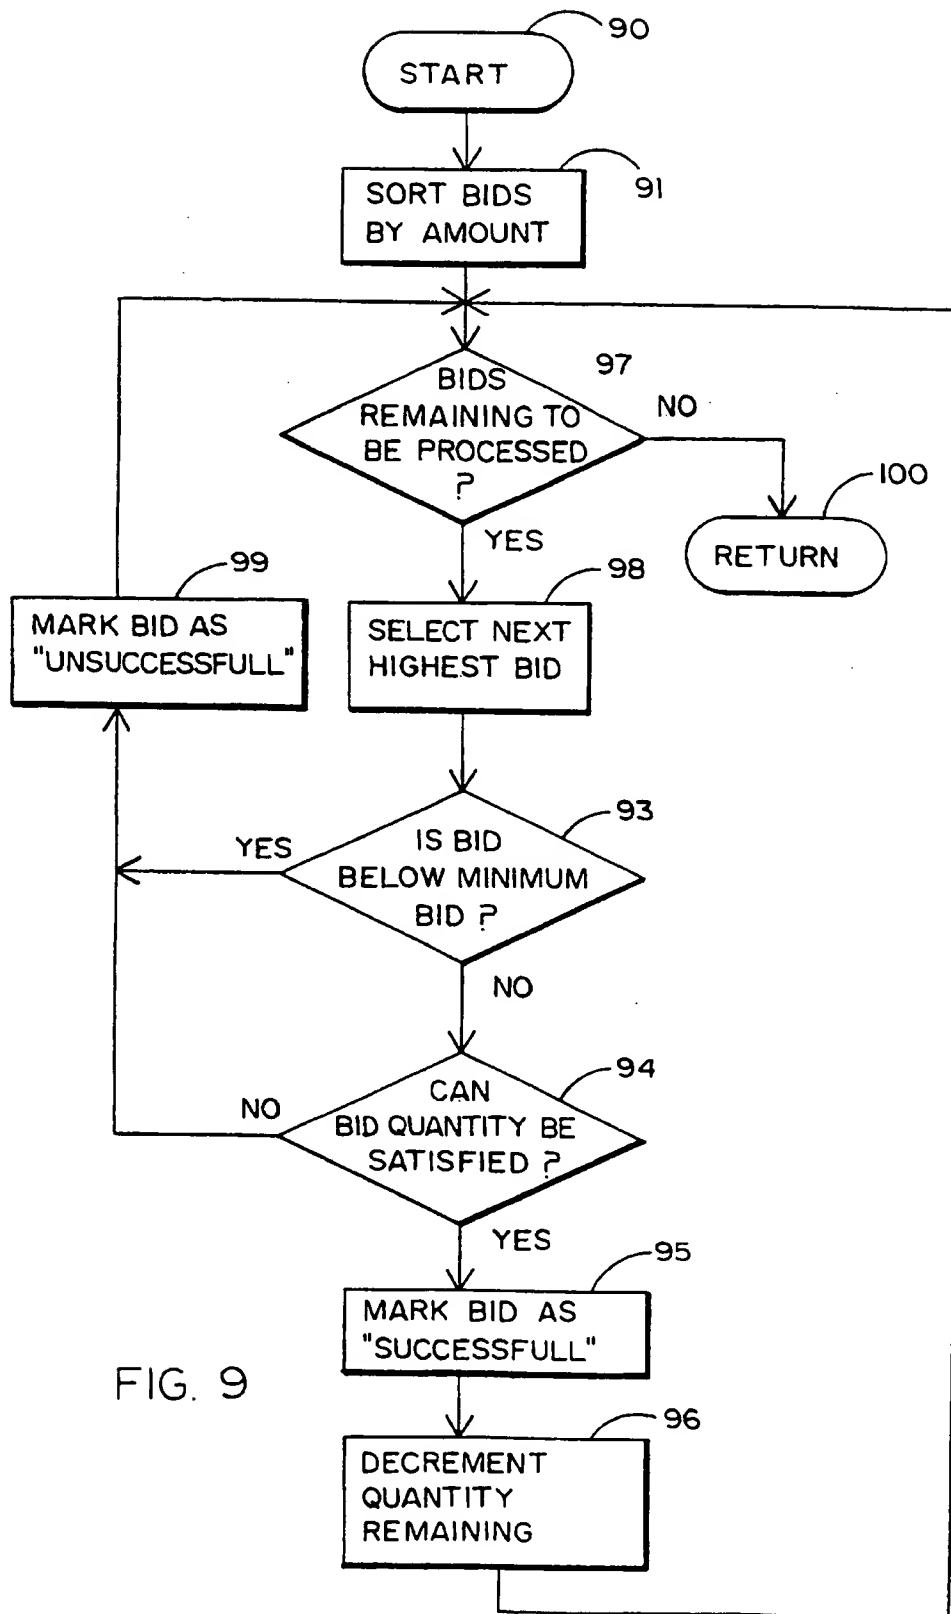 90
START
91
SORT BIDS
BY AMOUNT
97
BIDS
REMAINING TO
BE PROCESSED
?
NO
100
RETURN
YES
99
MARK BID AS
"UNSUCCESSFULL"
98
SELECT NEXT
HIGHEST BID
93
YES
IS BID
BELOW MINIMUM
BID ?
NO
94
NO
CAN
BID QUANTITY BE
SATISFIED ?
YES
95
MARK BID AS
"SUCCESSFULL"
FIG. 9
96
DECREMENT
QUANTITY
REMAINING